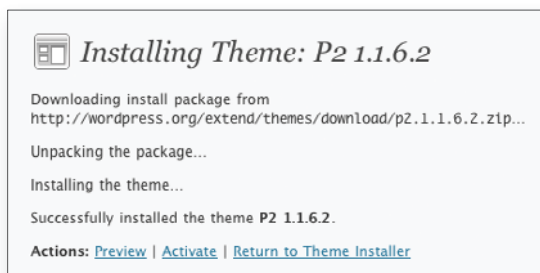 Installing Theme: P2 1.1.6.2
Downloading install package from
http://wordpress.org/extend/themes/download/p2.1.1.6.2.zip…
Unpacking the package…
Installing the theme…
Successfully installed the theme P2 1.1.6.2.
Actions: Preview | Activate | Return to Theme Installer